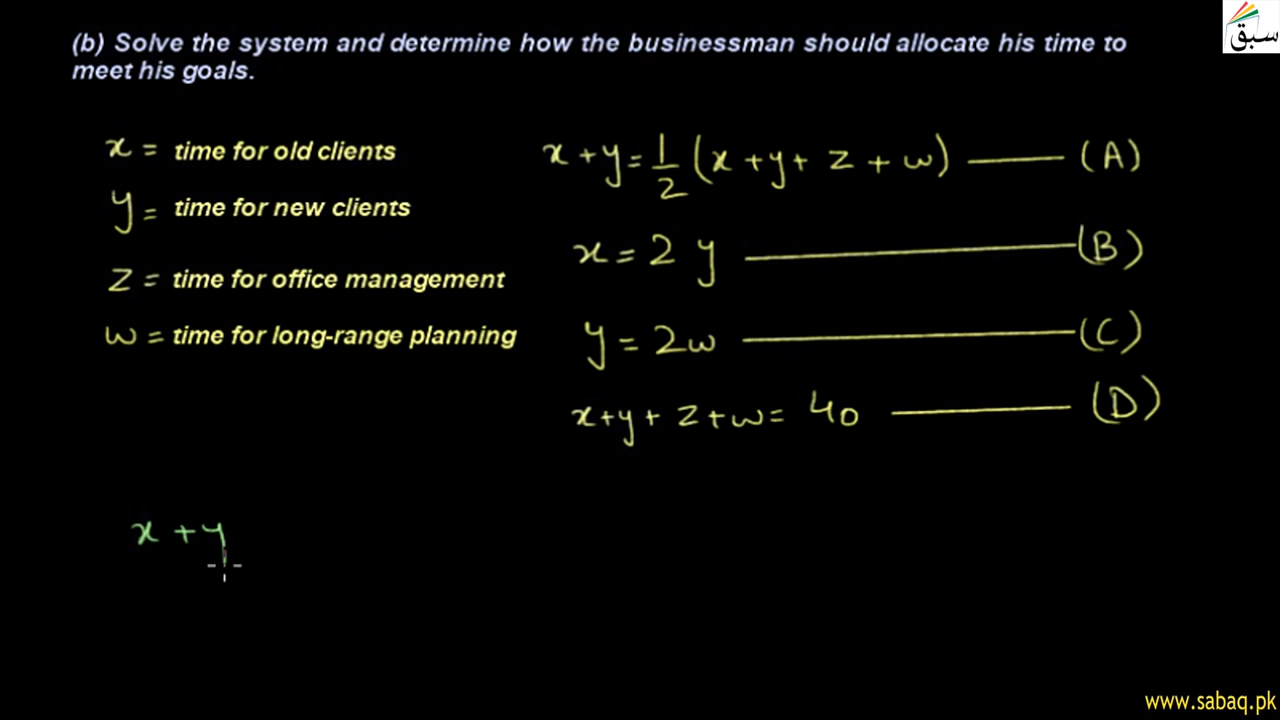 (b) Solve the system and determine how the businessman should allocate his time to
meet his goals.
سبق
x = time for old clients
y = time for new clients
z = time for office management
w = time for long-range planning
x + y = 1/2 (x + y + z + w) —— (A)
x = 2 y —— (B)
y = 2w —— (C)
x + y + z + w = 40 —— (D)
x + y
www.sabaq.pk